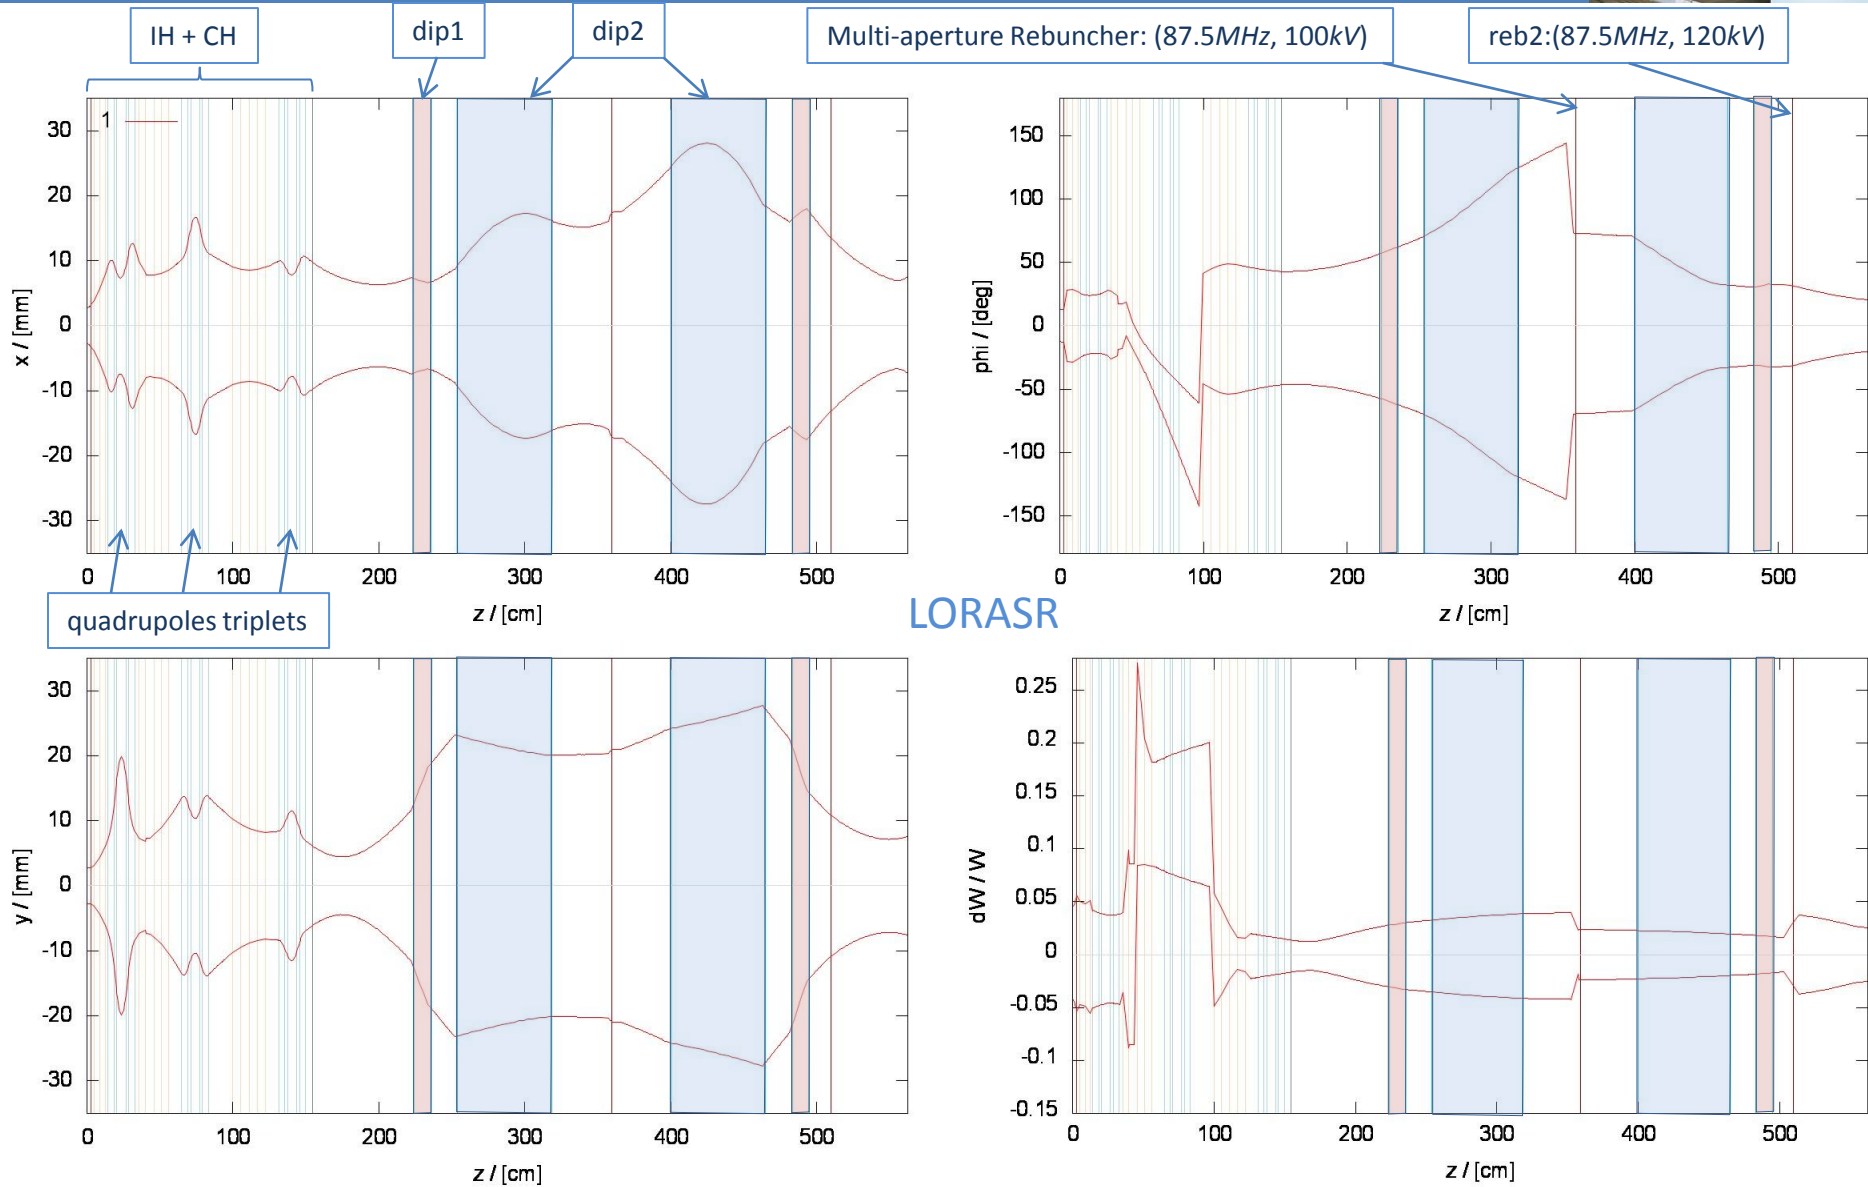 IH + CH
dip1
dip2
Multi-aperture Rebuncher: (87.5MHz, 100kV)
reb2:(87.5MHz, 120kV)
1
30
20
10
0
-10
-20
-30
x / [mm]
0 100 200 300 400 500
z / [cm]
150
100
50
0
-50
-100
-150
phi / [deg]
0 100 200 300 400 500
z / [cm]
quadrupoles triplets
LORASR
30
20
10
0
-10
-20
-30
y / [mm]
0 100 200 300 400 500
z / [cm]
0.25
0.2
0.15
0.1
0.05
0
-0.05
-0.1
-0.15
dW / W
0 100 200 300 400 500
z / [cm]